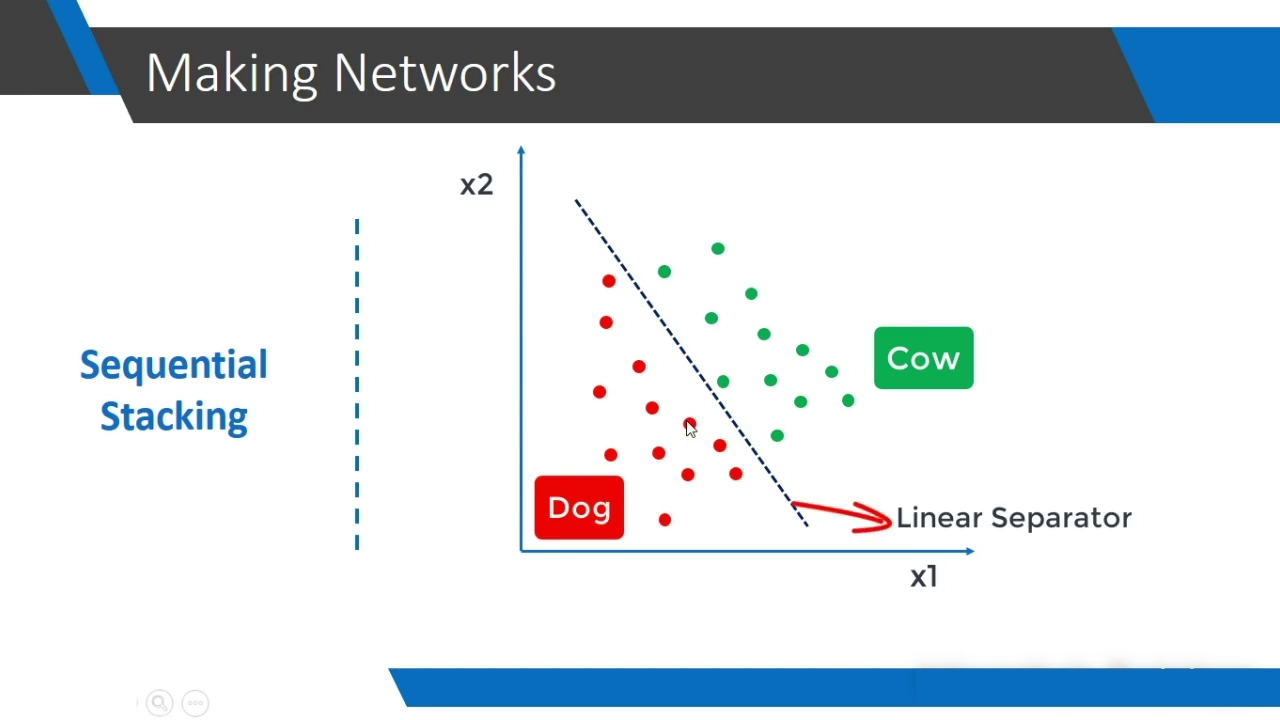 Making Networks
x2
Sequential
Stacking
Cow
Dog
Linear Separator
x1